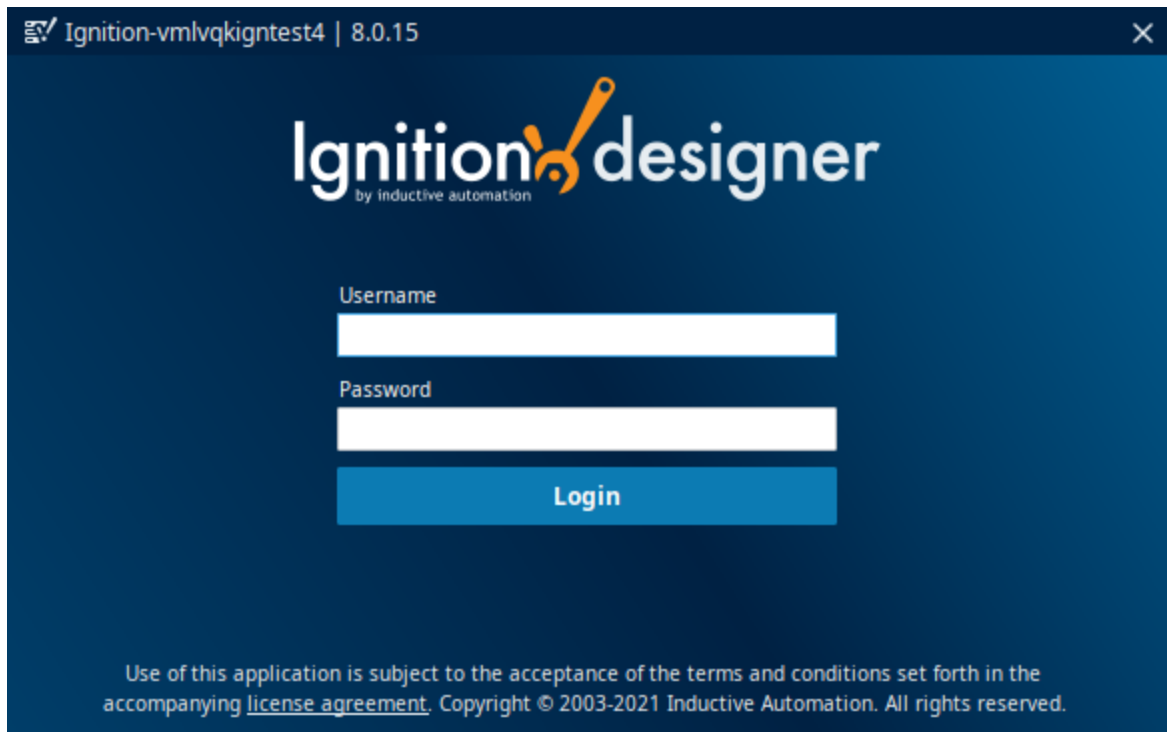 Ignition-vmlvqkigntest4 | 8.0.15
Ignition designer
by inductive automation
Username
Password
Login
Use of this application is subject to the acceptance of the terms and conditions set forth in the
accompanying license agreement. Copyright © 2003-2021 Inductive Automation. All rights reserved.